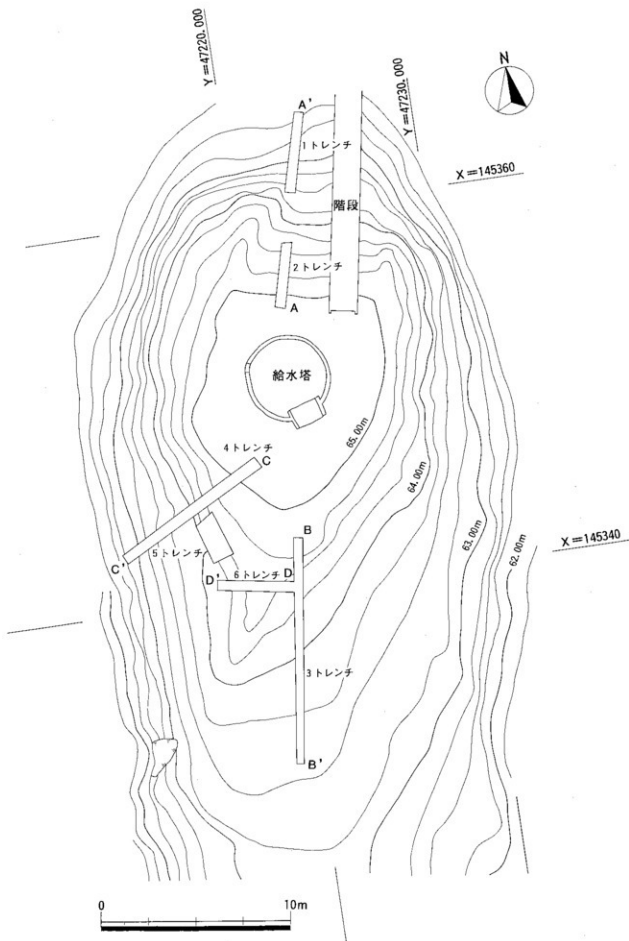 Y=47220.000
Y=47230.000
N
A'
1トレンチ
X=145360
階段
2トレンチ
A
給水塔
65.00m
4トレンチ
C
64.00m
B
63.00m
62.00m
X=145340
5トレンチ
C'
6トレンチ
D
D'
3トレンチ
B'
0
10m